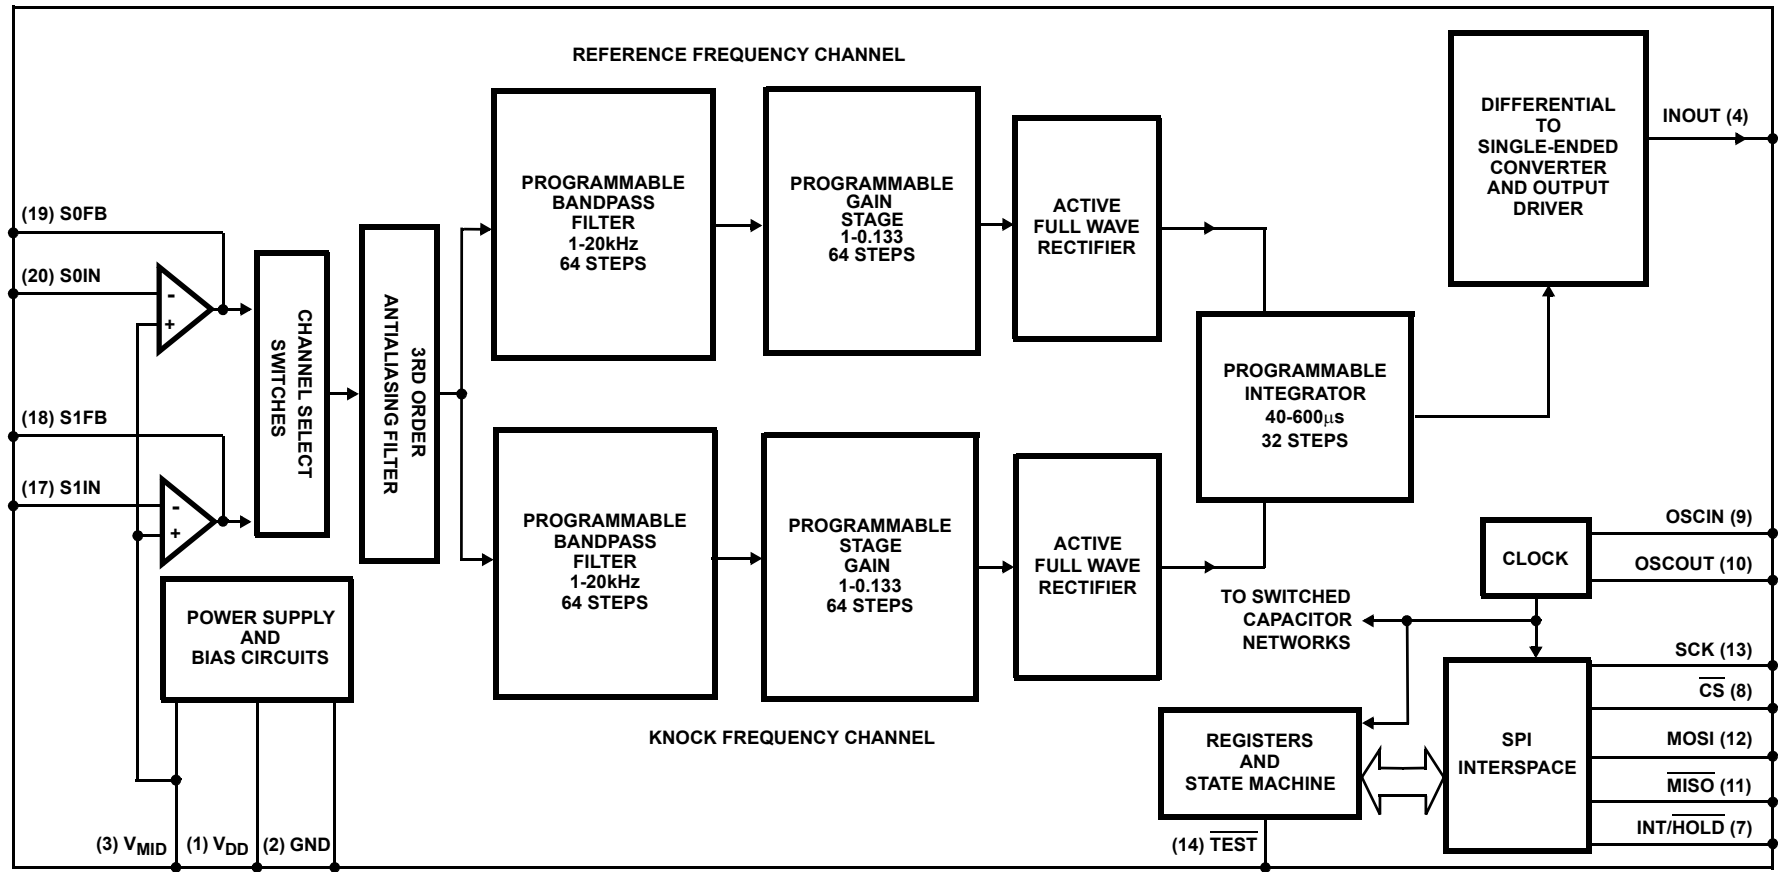 REFERENCE FREQUENCY CHANNEL
(19) S0FB
(20) S0IN
-
+
(18) S1FB
(17) S1IN
-
+
CHANNEL SELECT
SWITCHES
3RD ORDER
ANTIALIASING FILTER
PROGRAMMABLE
BANDPASS
FILTER
1-20kHz
64 STEPS
PROGRAMMABLE
GAIN
STAGE
1-0.133
64 STEPS
ACTIVE
FULL WAVE
RECTIFIER
DIFFERENTIAL
TO
SINGLE-ENDED
CONVERTER
AND OUTPUT
DRIVER
INOUT (4)
PROGRAMMABLE
INTEGRATOR
40-600µs
32 STEPS
PROGRAMMABLE
BANDPASS
FILTER
1-20kHz
64 STEPS
PROGRAMMABLE
STAGE
GAIN
1-0.133
64 STEPS
ACTIVE
FULL WAVE
RECTIFIER
KNOCK FREQUENCY CHANNEL
POWER SUPPLY
AND
BIAS CIRCUITS
(3) VMID
(1) VDD
(2) GND
TO SWITCHED
CAPACITOR
NETWORKS
CLOCK
OSCIN (9)
OSCOUT (10)
REGISTERS
AND
STATE MACHINE
(14) TEST
SPI
INTERSPACE
SCK (13)
CS (8)
MOSI (12)
MISO (11)
INT/HOLD (7)